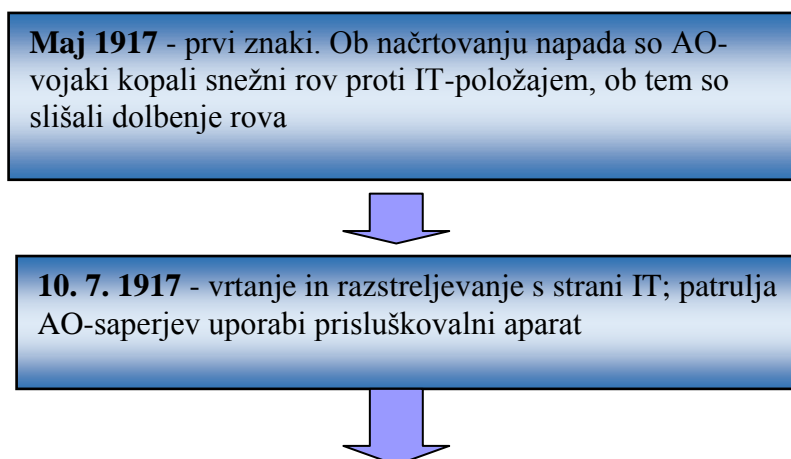 Maj 1917 - prvi znaki. Ob načrtovanju napada so AO-
vojaki kopali snežni rov proti IT-položajem, ob tem so
slišali dolbenje rova
10. 7. 1917 - vrtanje in razstreljevanje s strani IT; patrulja
AO-saperjev uporabi prisluškovalni aparat